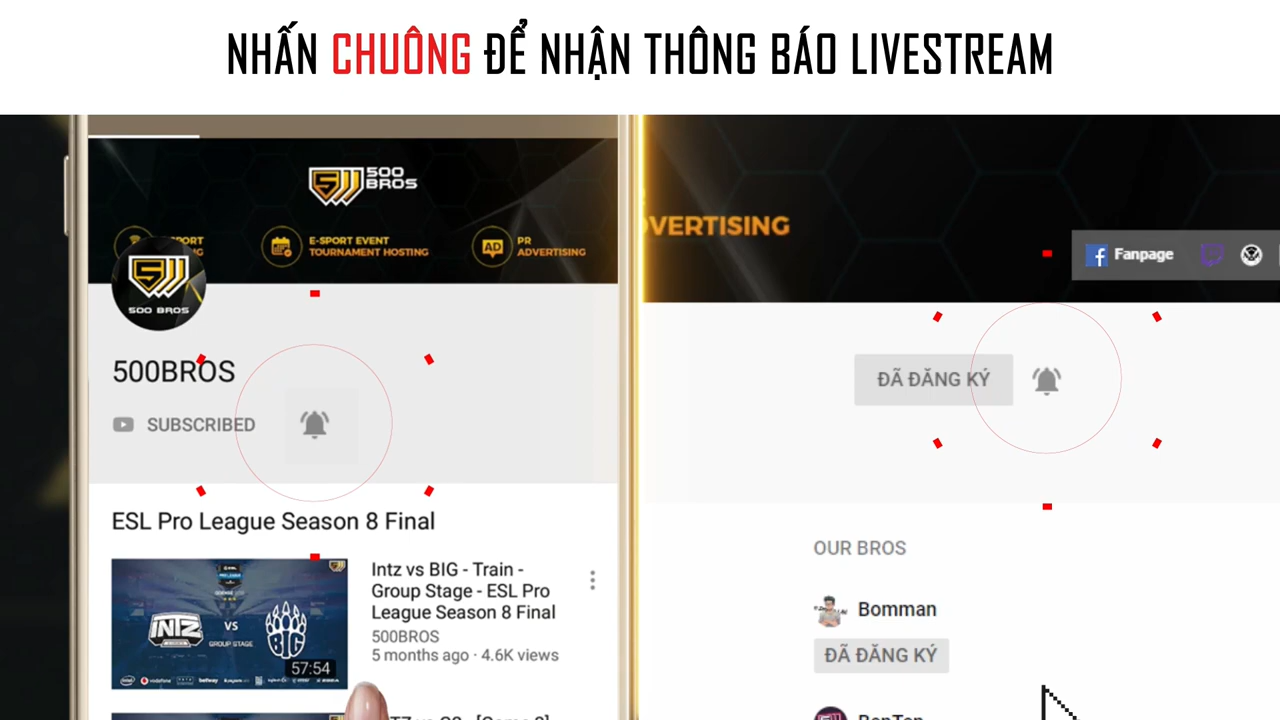 NHẤN CHUÔNG ĐỂ NHẬN THÔNG BÁO LIVESTREAM
500
BROS
E-SPORT EVENT
TOURNAMENT HOSTING
PR
ADVERTISING
AD
500 BROS
500BROS
SUBSCRIBED
ESL Pro League Season 8 Final
INTZ
VS
BIG
GROUP STAGE
57:54
Intz vs BIG - Train -
Group Stage - ESL Pro
League Season 8 Final
500BROS
5 months ago · 4.6K views
VERTISING
Fanpage
ĐÃ ĐĂNG KÝ
OUR BROS
Bomman
ĐÃ ĐĂNG KÝ